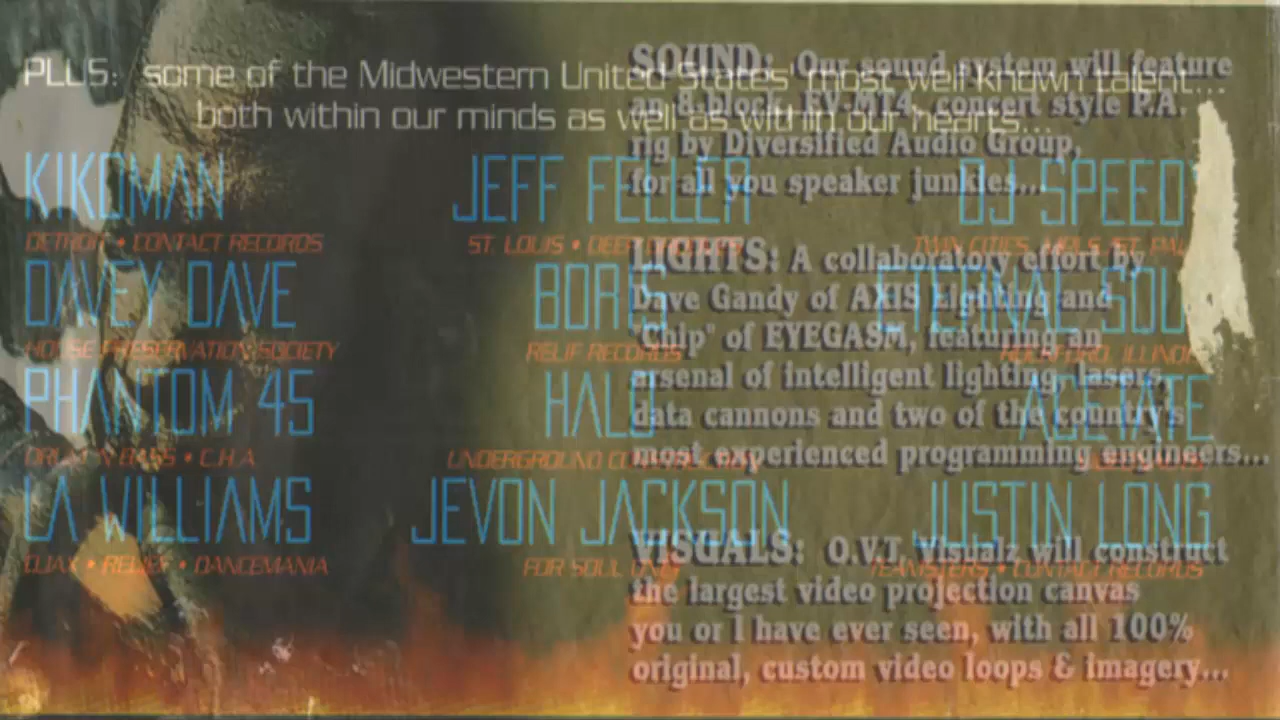 PLUS: some of the Midwestern United States' most well-known talent...
both within our minds as well as within our hearts...
KIKOMAN JEFF FELLER DJ SPEED
DETROIT • CONTACT RECORDS ST. LOUIS • TWIN CITIES,
DAVEY DAVE BORIS ETERNAL SOUL
HOUSE PRESERVATION SOCIETY RELIF RECORDS ROCKFORD, ILLINOIS
PHANTOM 45 HALO ACETATE
DRUM N BASS • C.H.A. UNDERGROUND CONSTRUCTION
LA WILLIAMS JEVON JACKSON JUSTIN LONG
CLJAX • RELIEF • DANCEMANIA FOR SOUL TEAMSTERS • CONTACT RECORDS
SOUND: Our sound system will feature
an 8 block, EV-MT4, concert style P.A.
rig by Diversified Audio Group,
for all you speaker junkies...
LIGHTS: A collaboratory effort by
Dave Gandy of AXIS Lighting and
"Chip" of EYEGASM, featuring an
arsenal of intelligent lighting, lasers,
data cannons and two of the country's
most experienced programming engineers...
VISUALS: O.V.T. Visualz will construct
the largest video projection canvas
you or I have ever seen, with all 100%
original, custom video loops & imagery...